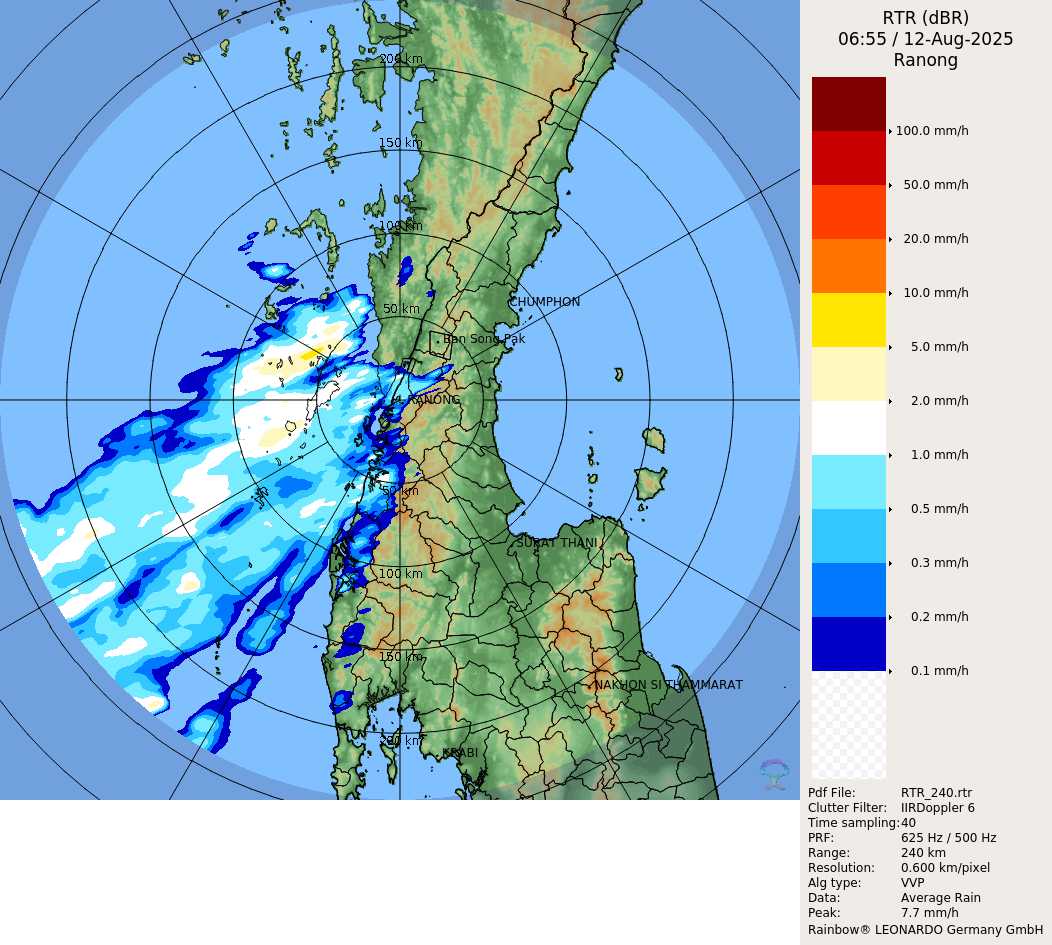 RTR (dBR)
06:55 / 12-Aug-2025
Ranong
200 km
150 km
100 km
50 km
CHUMPHON
Ban Song Pak
RANONG
50 km
SURAT THANI
100 km
150 km
NAKHON SI THAMMARAT
200 km
KRABI
100.0 mm/h
50.0 mm/h
20.0 mm/h
10.0 mm/h
5.0 mm/h
2.0 mm/h
1.0 mm/h
0.5 mm/h
0.3 mm/h
0.2 mm/h
0.1 mm/h
Pdf File: RTR_240.rtr
Clutter Filter: IIRDoppler 6
Time sampling:40
PRF: 625 Hz / 500 Hz
Range: 240 km
Resolution: 0.600 km/pixel
Alg type: VVP
Data: Average Rain
Peak: 7.7 mm/h
Rainbow® LEONARDO Germany GmbH